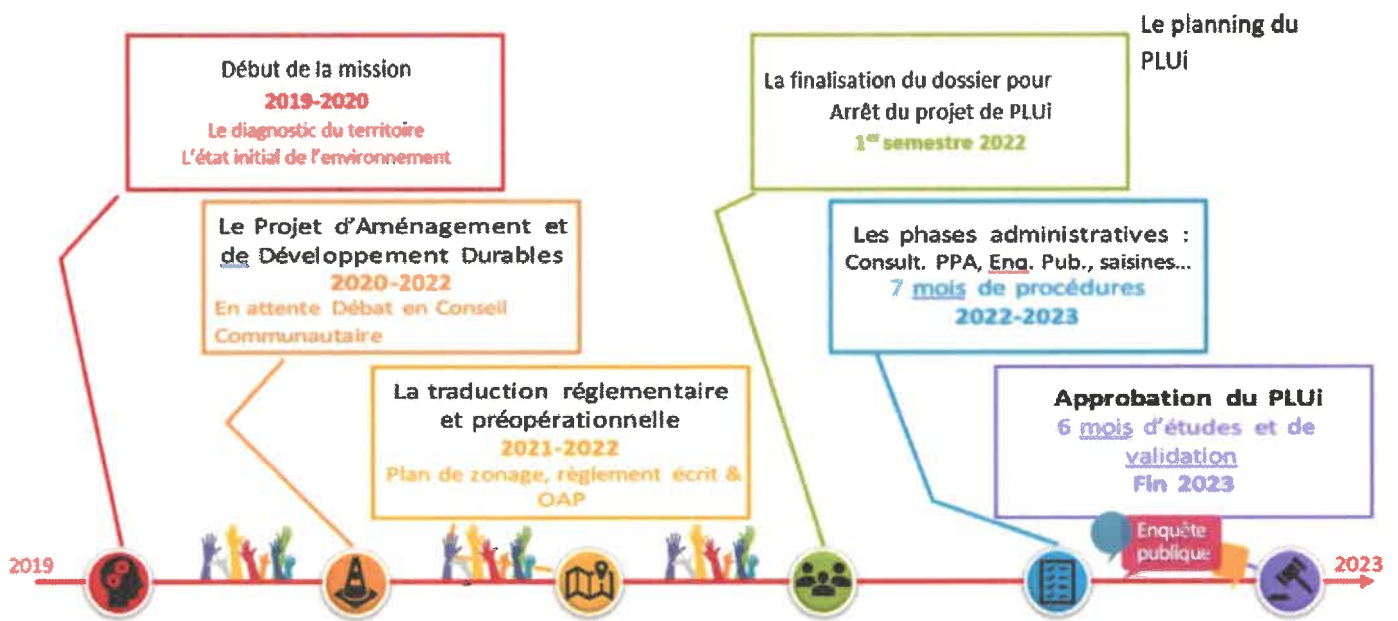 Le planning du
PLUi
Début de la mission
2019-2020
Le diagnostic du territoire
L'état initial de l'environnement
La finalisation du dossier pour
Arrêt du projet de PLUi
1er semestre 2022
Le Projet d'Aménagement et
de Développement Durables
2020-2022
En attente Débat en Conseil
Communautaire
Les phases administratives :
Consult. PPA, Enq. Pub., saisines...
7 mois de procédures
2022-2023
La traduction réglementaire
et préopérationnelle
2021-2022
Plan de zonage, règlement écrit &
OAP
Approbation du PLUi
6 mois d'études et de
validation
Fin 2023
Enquête
publique
2019
2023